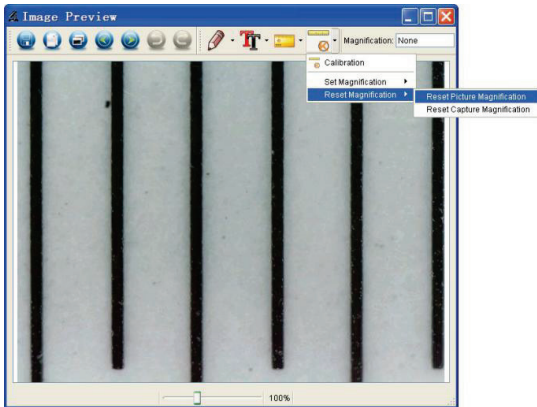 Image Preview
Magnification: None
Calibration
Set Magnification
Reset Magnification
Reset Picture Magnification
Reset Capture Magnification
100%